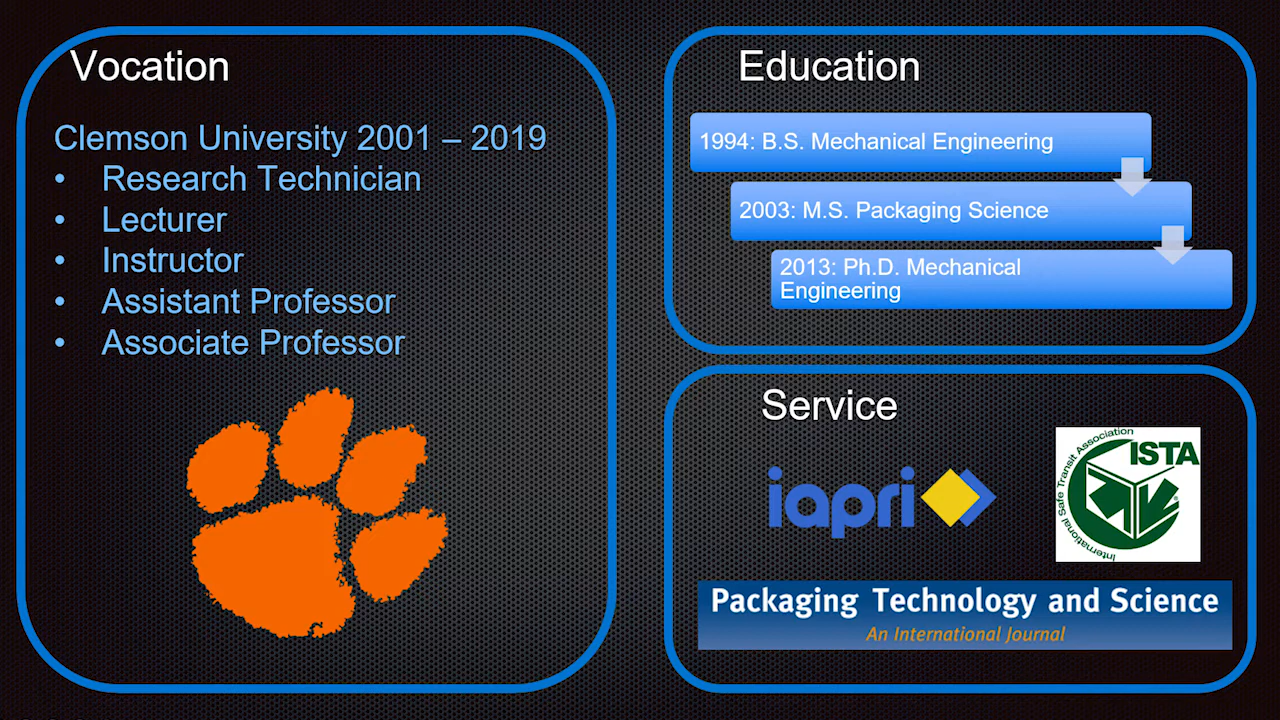 Vocation
Clemson University 2001 – 2019
• Research Technician
• Lecturer
• Instructor
• Assistant Professor
• Associate Professor
Education
1994: B.S. Mechanical Engineering
2003: M.S. Packaging Science
2013: Ph.D. Mechanical
Engineering
Service
iapri
International Safe Transit Association
ISTA
Packaging Technology and Science
An International Journal